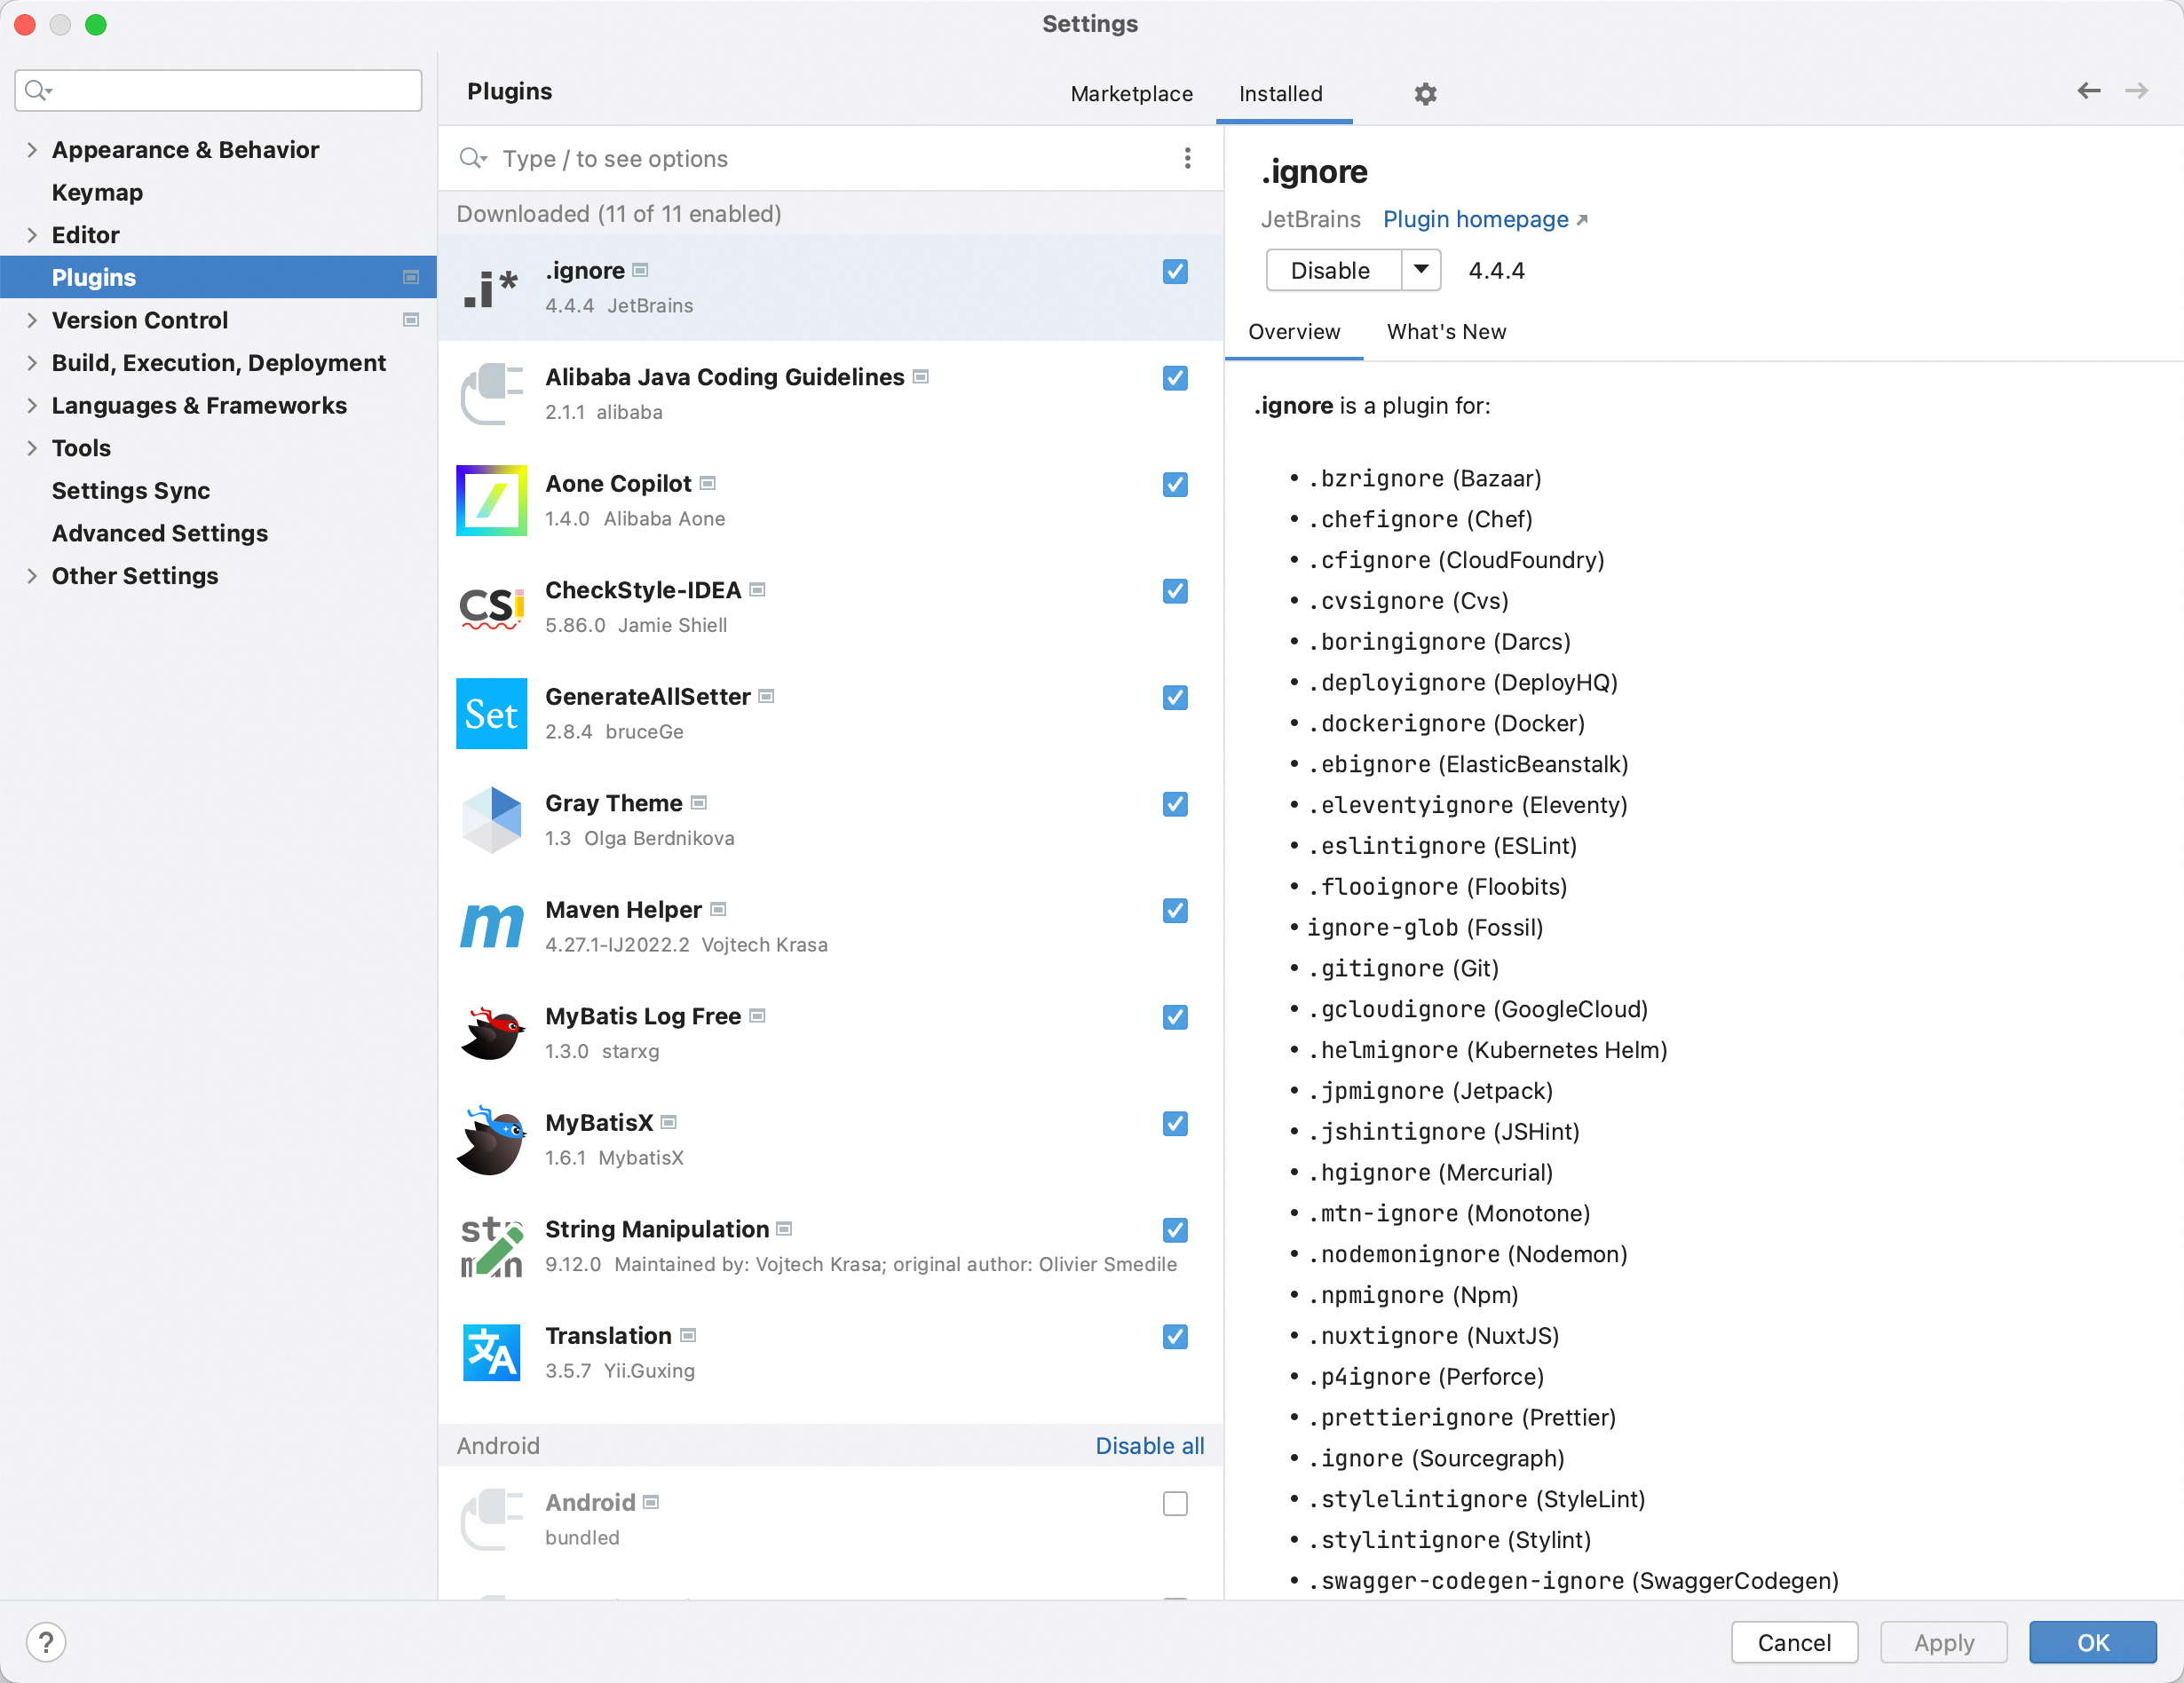 Settings
Appearance & Behavior
Keymap
Editor
Plugins
Version Control
Build, Execution, Deployment
Languages & Frameworks
Tools
Settings Sync
Advanced Settings
Other Settings
Plugins
Marketplace
Installed
Type / to see options
Downloaded (11 of 11 enabled)
.i*
.ignore
4.4.4 JetBrains
Alibaba Java Coding Guidelines
2.1.1 alibaba
Aone Copilot
1.4.0 Alibaba Aone
CSi
CheckStyle-IDEA
5.86.0 Jamie Shiell
Set
GenerateAllSetter
2.8.4 bruceGe
Gray Theme
1.3 Olga Berdnikova
m
Maven Helper
4.27.1-IJ2022.2 Vojtech Krasa
MyBatis Log Free
1.3.0 starxg
MyBatisX
1.6.1 MybatisX
String Manipulation
9.12.0 Maintained by: Vojtech Krasa; original author: Olivier Smedile
文A
Translation
3.5.7 Yii.Guxing
Android
Disable all
Android
bundled
.ignore
JetBrains Plugin homepage
Disable
4.4.4
Overview
What's New
.ignore is a plugin for:
• .bzrignore (Bazaar)
• .chefignore (Chef)
• .cfignore (CloudFoundry)
• .cvsignore (Cvs)
• .boringignore (Darcs)
• .deployignore (DeployHQ)
• .dockerignore (Docker)
• .ebignore (ElasticBeanstalk)
• .eleventyignore (Eleventy)
• .eslintignore (ESLint)
• .flooignore (Floobits)
• ignore-glob (Fossil)
• .gitignore (Git)
• .gcloudignore (GoogleCloud)
• .helmignore (Kubernetes Helm)
• .jpmignore (Jetpack)
• .jshintignore (JSHint)
• .hgignore (Mercurial)
• .mtn-ignore (Monotone)
• .nodemonignore (Nodemon)
• .npmignore (Npm)
• .nuxtignore (NuxtJS)
• .p4ignore (Perforce)
• .prettierignore (Prettier)
• .ignore (Sourcegraph)
• .stylelintignore (StyleLint)
• .stylintignore (Stylint)
• .swagger-codegen-ignore (SwaggerCodegen)
?
Cancel
Apply
OK